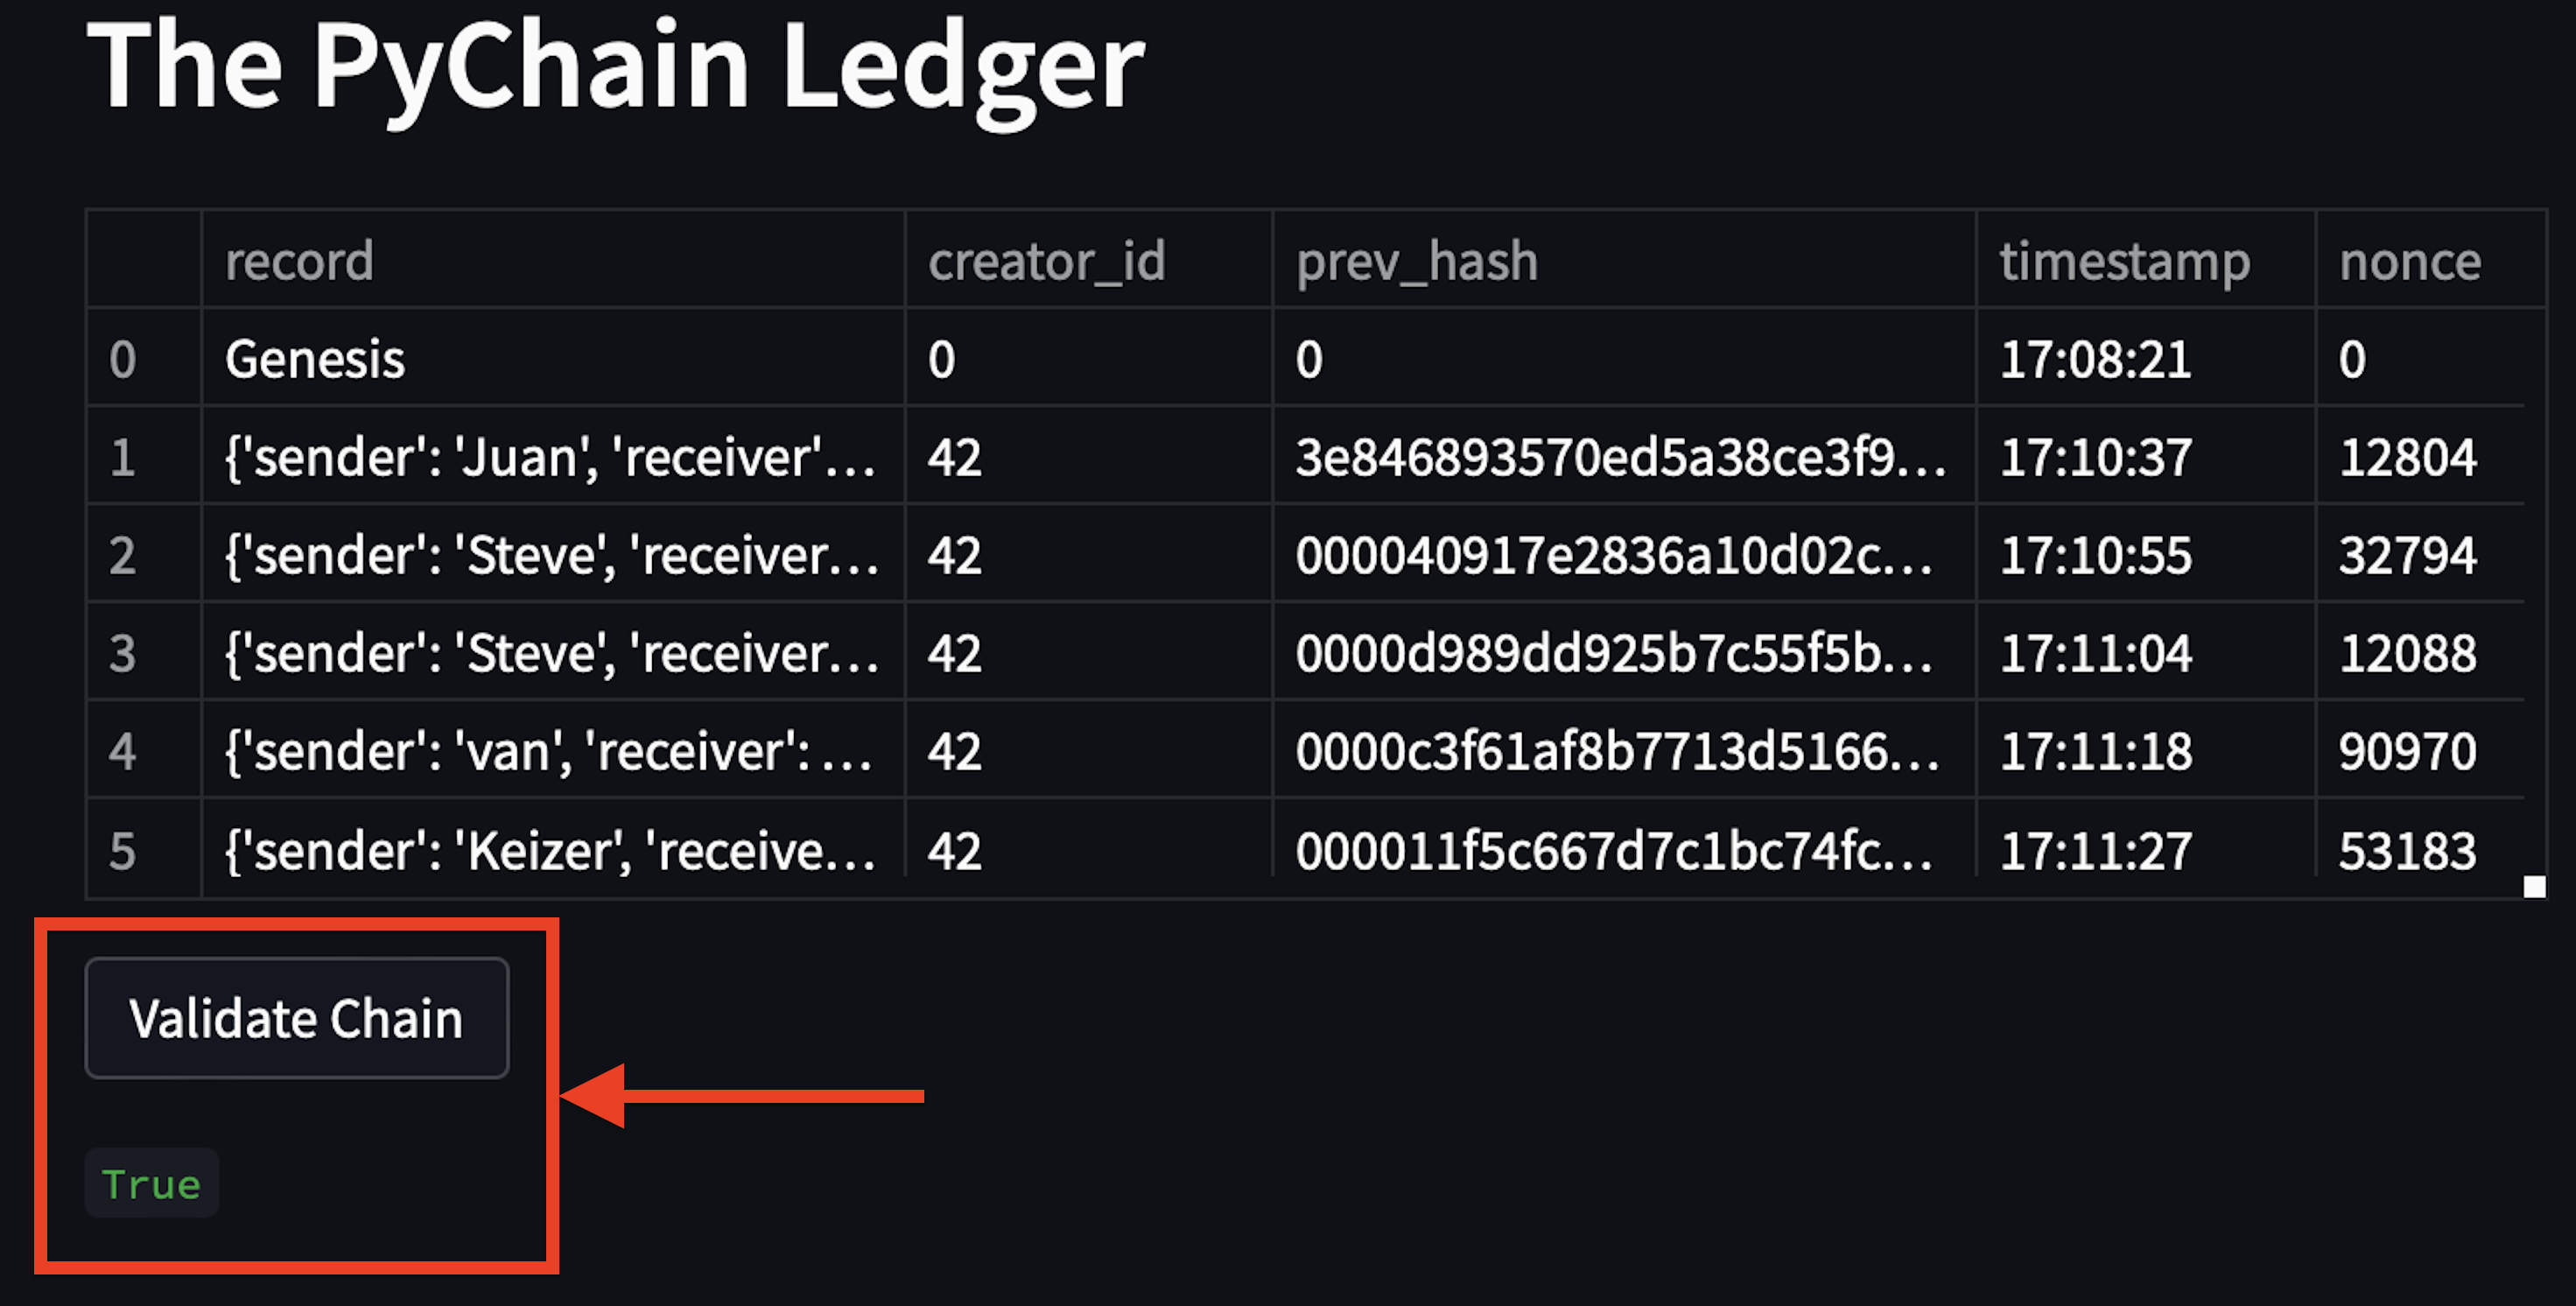 The PyChain Ledger
record creator_id prev_hash timestamp nonce
0 Genesis 0 0 17:08:21 0
1 {'sender': 'Juan', 'receiver'… 42 3e846893570ed5a38ce3f9… 17:10:37 12804
2 {'sender': 'Steve', 'receiver… 42 000040917e2836a10d02c… 17:10:55 32794
3 {'sender': 'Steve', 'receiver… 42 0000d989dd925b7c55f5b… 17:11:04 12088
4 {'sender': 'van', 'receiver': … 42 0000c3f61af8b7713d5166… 17:11:18 90970
5 {'sender': 'Keizer', 'receive… 42 000011f5c667d7c1bc74fc… 17:11:27 53183
Validate Chain
True